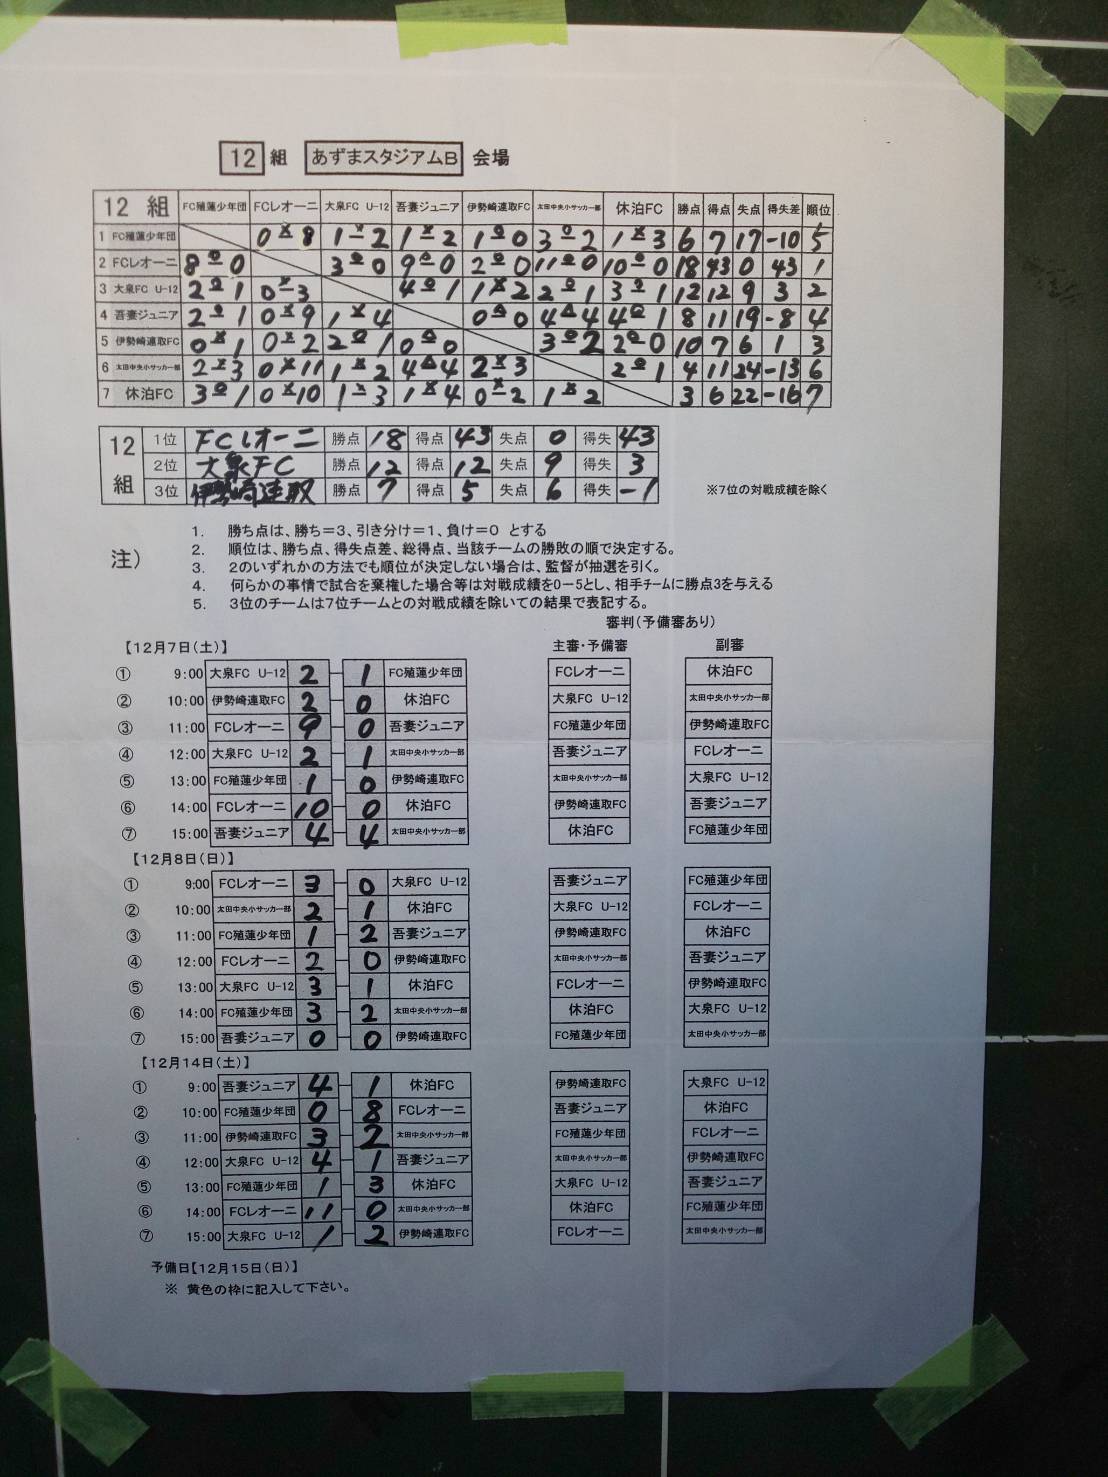 12 組 あずまスタジアムB 会場
12 組 FC殖蓮少年団 FCレオーニ 大泉FC U-12 吾妻ジュニア 伊勢崎連取FC 太田中央小サッカー部 休泊FC 勝点 得点 失点 得失差 順位
1 FC殖蓮少年団 0×8 1×2 1×2 1○0 3○2 1×3 6 7 17 -10 5
2 FCレオーニ 8○0 3○0 9○0 2○0 11○0 10○0 18 43 0 43 1
3 大泉FC U-12 2○1 0×3 4○1 1×2 2○1 3○1 12 12 9 3 2
4 吾妻ジュニア 2○1 0×9 1×4 0△0 4△4 4○1 8 11 19 -8 4
5 伊勢崎連取FC 0×1 0×2 2○1 0△0 3○2 2○0 10 7 6 1 3
6 太田中央小サッカー部 2×3 0×11 1×2 4△4 2×3 2○1 4 11 24 -13 6
7 休泊FC 3○1 0×10 1×3 1×4 0×2 1×2 3 6 22 -16 7
12組 1位 FCレオーニ 勝点 18 得点 43 失点 0 得失 43
2位 大泉FC 勝点 12 得点 12 失点 9 得失 3
3位 伊勢崎連取 勝点 7 得点 5 失点 6 得失 -1
※7位の対戦成績を除く
注)
1. 勝ち点は、勝ち=3、引き分け=1、負け=0 とする
2. 順位は、勝ち点、得失点差、総得点、当該チームの勝敗の順で決定する。
3. 2のいずれかの方法でも順位が決定しない場合は、監督が抽選を引く。
4. 何らかの事情で試合を棄権した場合等は対戦成績を0-5とし、相手チームに勝点3を与える
5. 3位のチームは7位チームとの対戦成績を除いての結果で表記する。
審判(予備審あり)
【12月7日(土)】 主審・予備審 副審
① 9:00 大泉FC U-12 2 1 FC殖蓮少年団 FCレオーニ 休泊FC
② 10:00 伊勢崎連取FC 2 0 休泊FC 大泉FC U-12 太田中央小サッカー部
③ 11:00 FCレオーニ 9 0 吾妻ジュニア FC殖蓮少年団 伊勢崎連取FC
④ 12:00 大泉FC U-12 2 1 太田中央小サッカー部 吾妻ジュニア FCレオーニ
⑤ 13:00 FC殖蓮少年団 1 0 伊勢崎連取FC 太田中央小サッカー部 大泉FC U-12
⑥ 14:00 FCレオーニ 10 0 休泊FC 伊勢崎連取FC 吾妻ジュニア
⑦ 15:00 吾妻ジュニア 4 4 太田中央小サッカー部 休泊FC FC殖蓮少年団
【12月8日(日)】
① 9:00 FCレオーニ 3 0 大泉FC U-12 吾妻ジュニア FC殖蓮少年団
② 10:00 太田中央小サッカー部 2 1 休泊FC 大泉FC U-12 FCレオーニ
③ 11:00 FC殖蓮少年団 1 2 吾妻ジュニア 伊勢崎連取FC 休泊FC
④ 12:00 FCレオーニ 2 0 伊勢崎連取FC 太田中央小サッカー部 吾妻ジュニア
⑤ 13:00 大泉FC U-12 3 1 休泊FC FCレオーニ 伊勢崎連取FC
⑥ 14:00 FC殖蓮少年団 3 2 太田中央小サッカー部 休泊FC 大泉FC U-12
⑦ 15:00 吾妻ジュニア 0 0 伊勢崎連取FC FC殖蓮少年団 太田中央小サッカー部
【12月14日(土)】
① 9:00 吾妻ジュニア 4 1 休泊FC 伊勢崎連取FC 大泉FC U-12
② 10:00 FC殖蓮少年団 0 8 FCレオーニ 吾妻ジュニア 休泊FC
③ 11:00 伊勢崎連取FC 3 2 太田中央小サッカー部 FC殖蓮少年団 FCレオーニ
④ 12:00 大泉FC U-12 4 1 吾妻ジュニア 太田中央小サッカー部 伊勢崎連取FC
⑤ 13:00 FC殖蓮少年団 1 3 休泊FC 大泉FC U-12 吾妻ジュニア
⑥ 14:00 FCレオーニ 11 0 太田中央小サッカー部 休泊FC FC殖蓮少年団
⑦ 15:00 大泉FC U-12 1 2 伊勢崎連取FC FCレオーニ 太田中央小サッカー部
予備日【12月15日(日)】
※ 黄色の枠に記入して下さい。